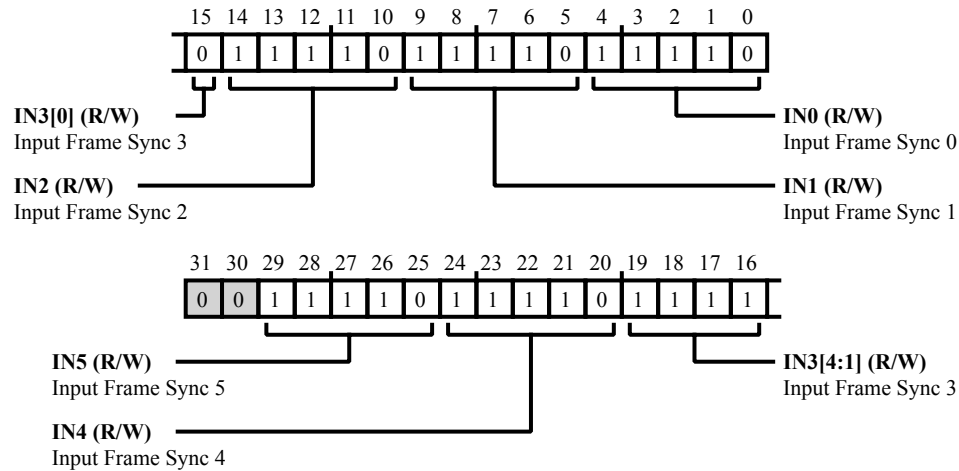 15 14 13 12 11 10 9 8 7 6 5 4 3 2 1 0
0 1 1 1 1 0 1 1 1 1 0 1 1 1 1 0
IN3[0] (R/W)
Input Frame Sync 3
IN0 (R/W)
Input Frame Sync 0
IN2 (R/W)
Input Frame Sync 2
IN1 (R/W)
Input Frame Sync 1
31 30 29 28 27 26 25 24 23 22 21 20 19 18 17 16
0 0 1 1 1 1 0 1 1 1 1 0 1 1 1 1
IN5 (R/W)
Input Frame Sync 5
IN3[4:1] (R/W)
Input Frame Sync 3
IN4 (R/W)
Input Frame Sync 4